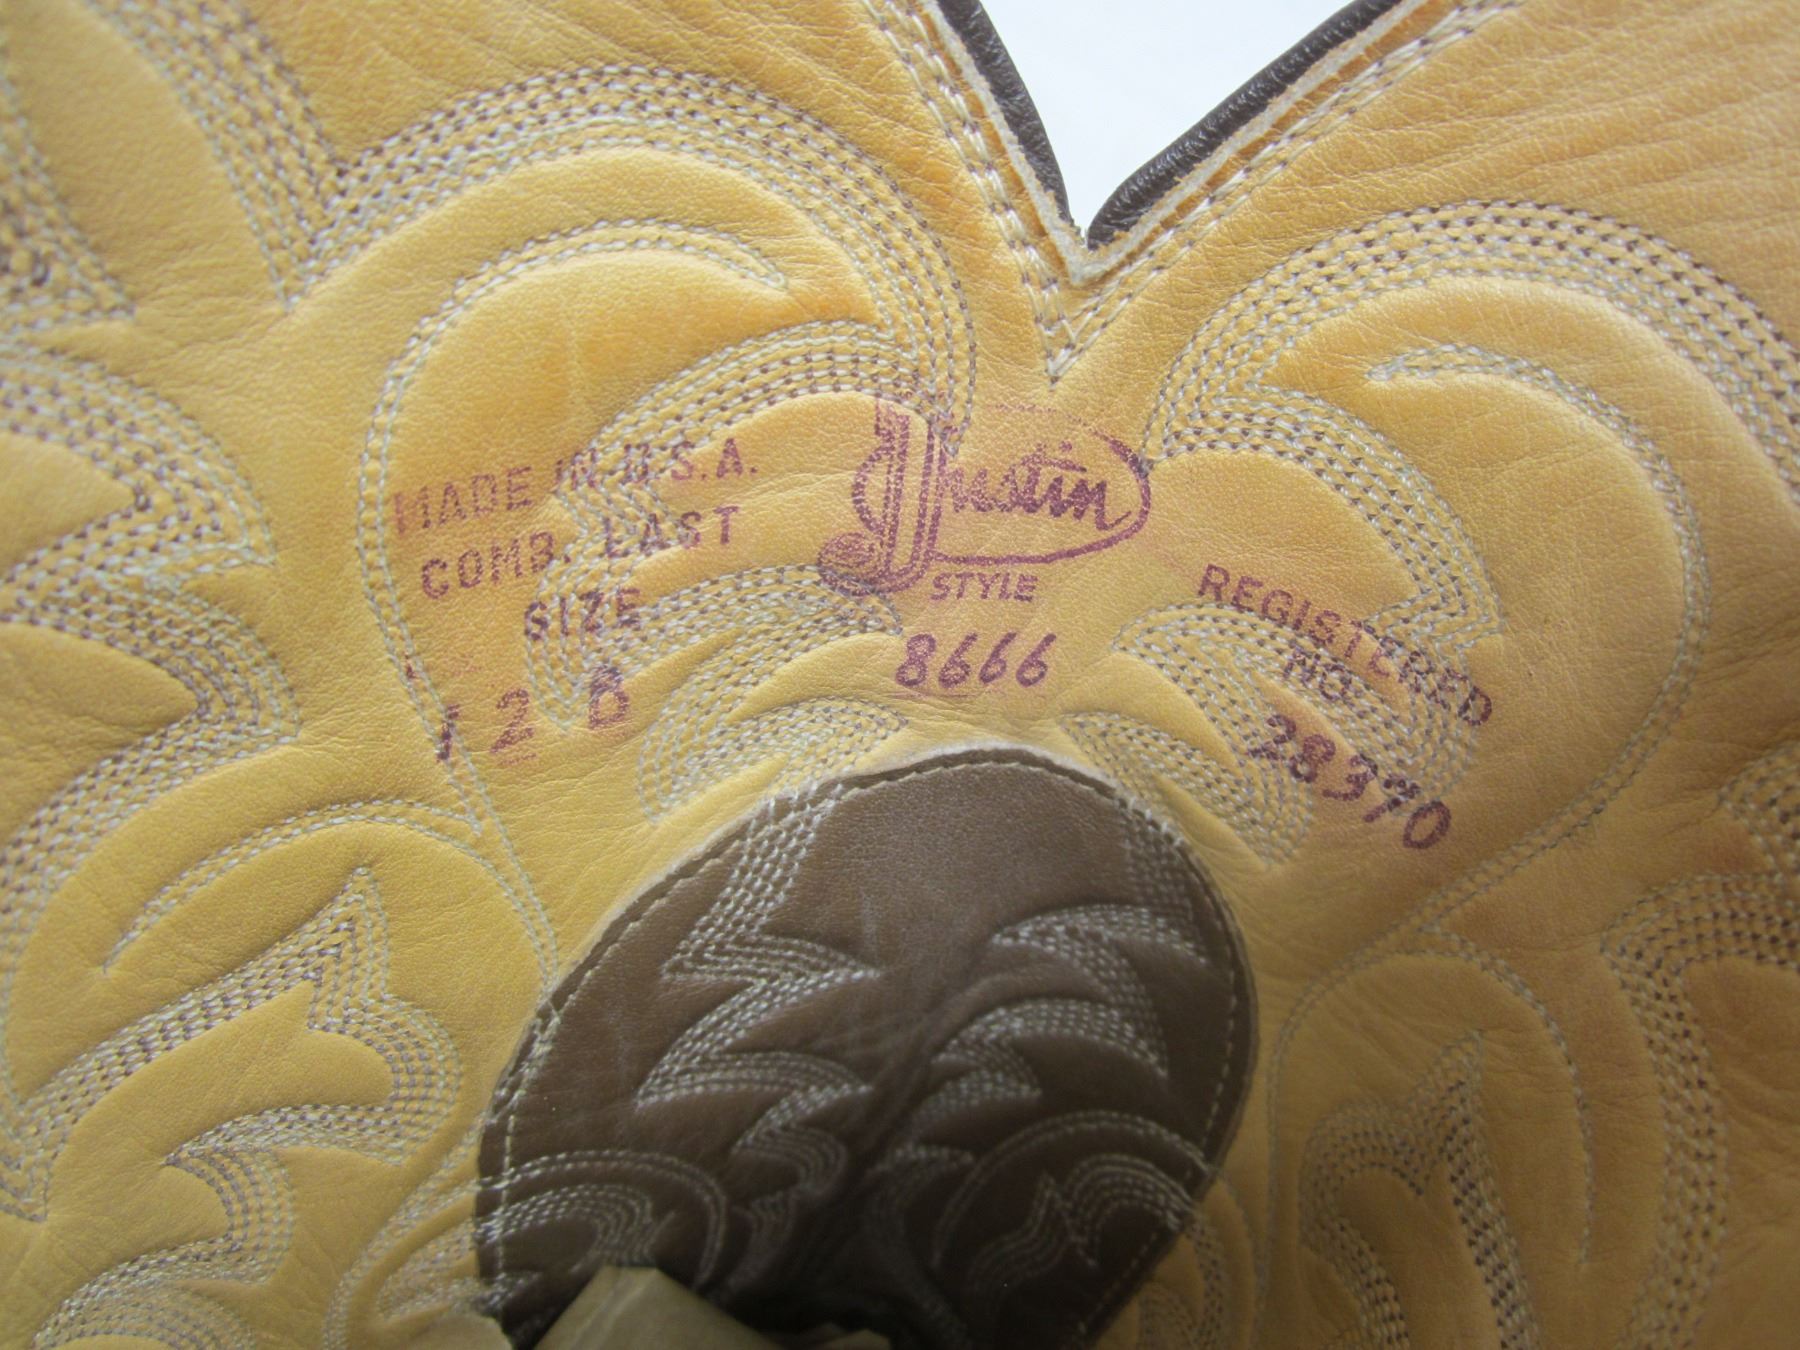 MADE IN U.S.A.
COMB. LAST
SIZE
12 B
Justin
STYLE
8666
REGISTERED
NO.
28370